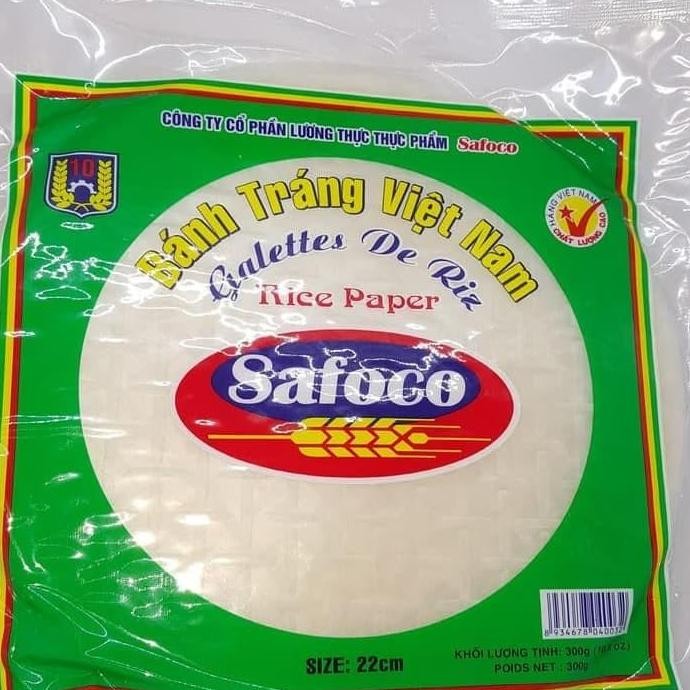 CÔNG TY CỔ PHẦN LƯƠNG THỰC THỰC PHẨM Safoco
10
HÀNG VIỆT NAM
CHẤT LƯỢNG CAO
Bánh Tráng Việt Nam
Galettes De Riz
Rice Paper
Safoco
SIZE: 22cm
KHỐI LƯỢNG TỊNH: 300g OZ)
POIDS NET : 300g